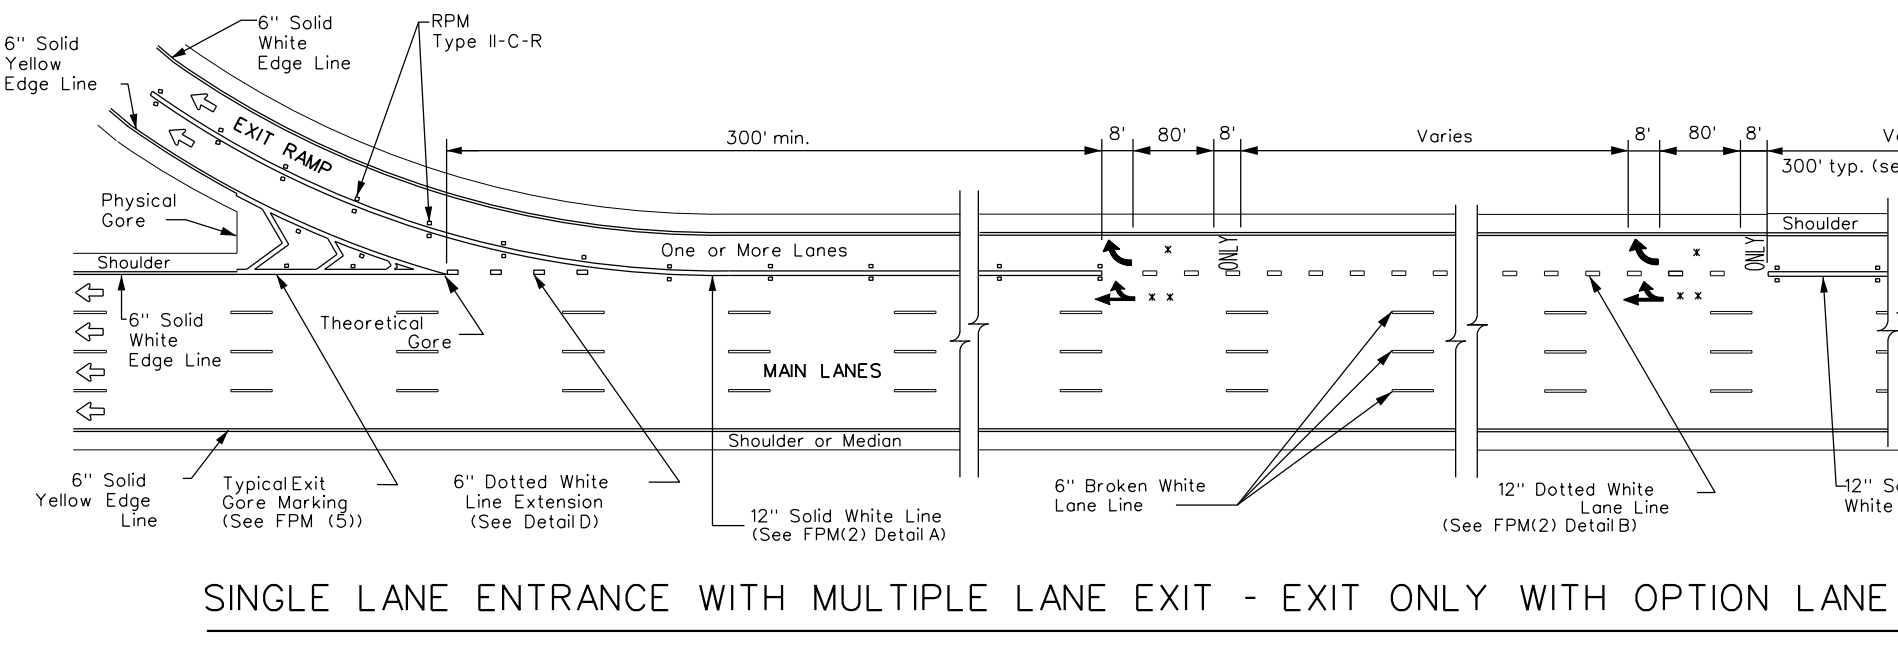 6" Solid
White
Edge Line
RPM
Type II-C-R
6" Solid
Yellow
Edge Line
EXIT RAMP
300' min.
8'
80'
8'
Varies
8'
80'
8'
300' typ. (se
Physical
Gore
Shoulder
One or More Lanes
ONLY
ONLY
Shoulder
6" Solid
White
Edge Line
Theoretical
Gore
MAIN LANES
Shoulder or Median
6" Solid
Yellow Edge
Line
Typical Exit
Gore Marking
(See FPM (5))
6" Dotted White
Line Extension
(See Detail D)
12" Solid White Line
(See FPM(2) Detail A)
6" Broken White
Lane Line
12" Dotted White
Lane Line
(See FPM(2) Detail B)
12" So
White
SINGLE LANE ENTRANCE WITH MULTIPLE LANE EXIT - EXIT ONLY WITH OPTION LANE